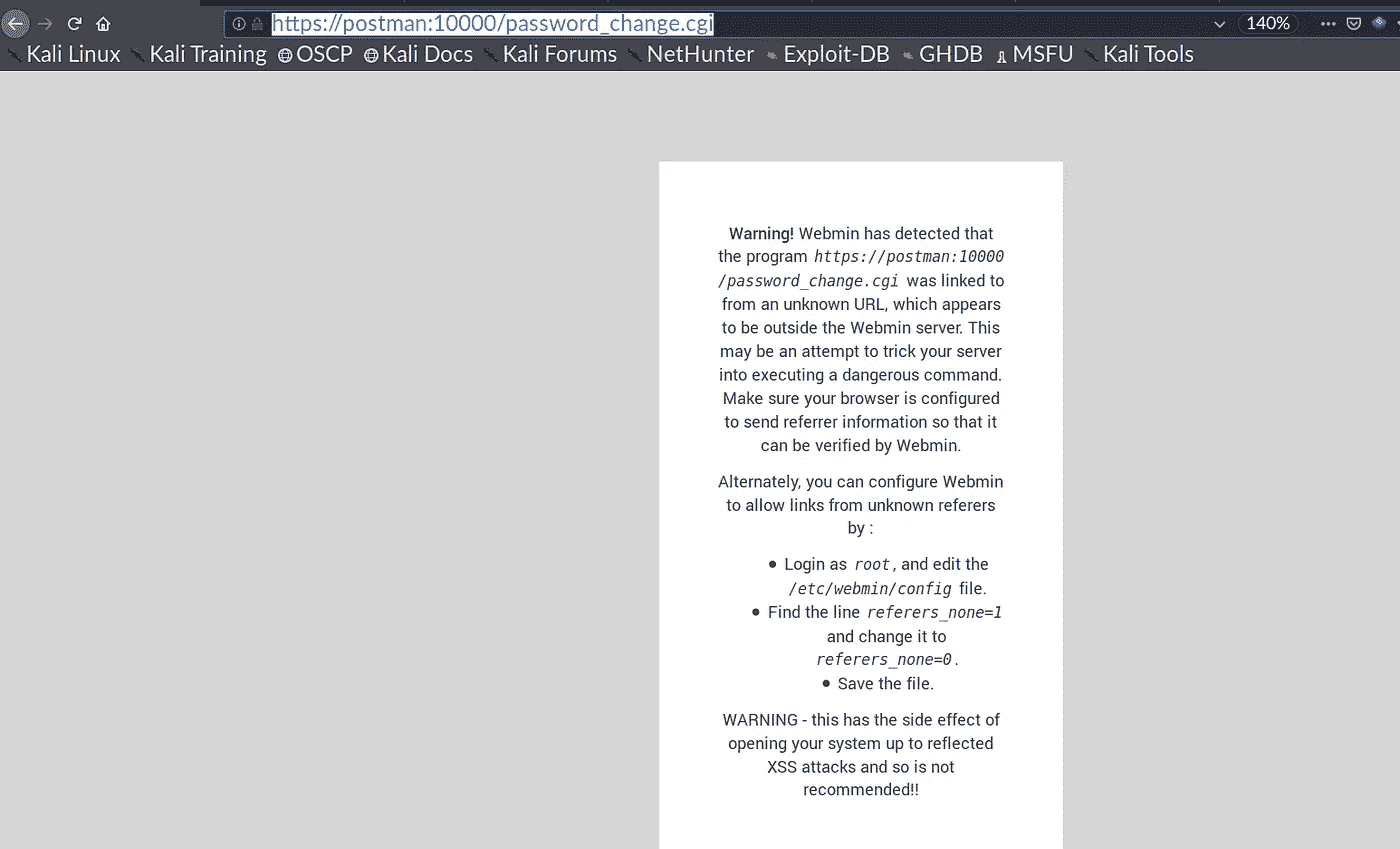 https://postman:10000/password_change.cgi 140%
Kali Linux Kali Training OSCP Kali Docs Kali Forums NetHunter Exploit-DB GHDB MSFU Kali Tools
Warning! Webmin has detected that
the program https://postman:10000
/password_change.cgi was linked to
from an unknown URL, which appears
to be outside the Webmin server. This
may be an attempt to trick your server
into executing a dangerous command.
Make sure your browser is configured
to send referrer information so that it
can be verified by Webmin.
Alternately, you can configure Webmin
to allow links from unknown referers
by :
● Login as root, and edit the
/etc/webmin/config file.
● Find the line referers_none=1
and change it to
referers_none=0.
● Save the file.
WARNING - this has the side effect of
opening your system up to reflected
XSS attacks and so is not
recommended!!